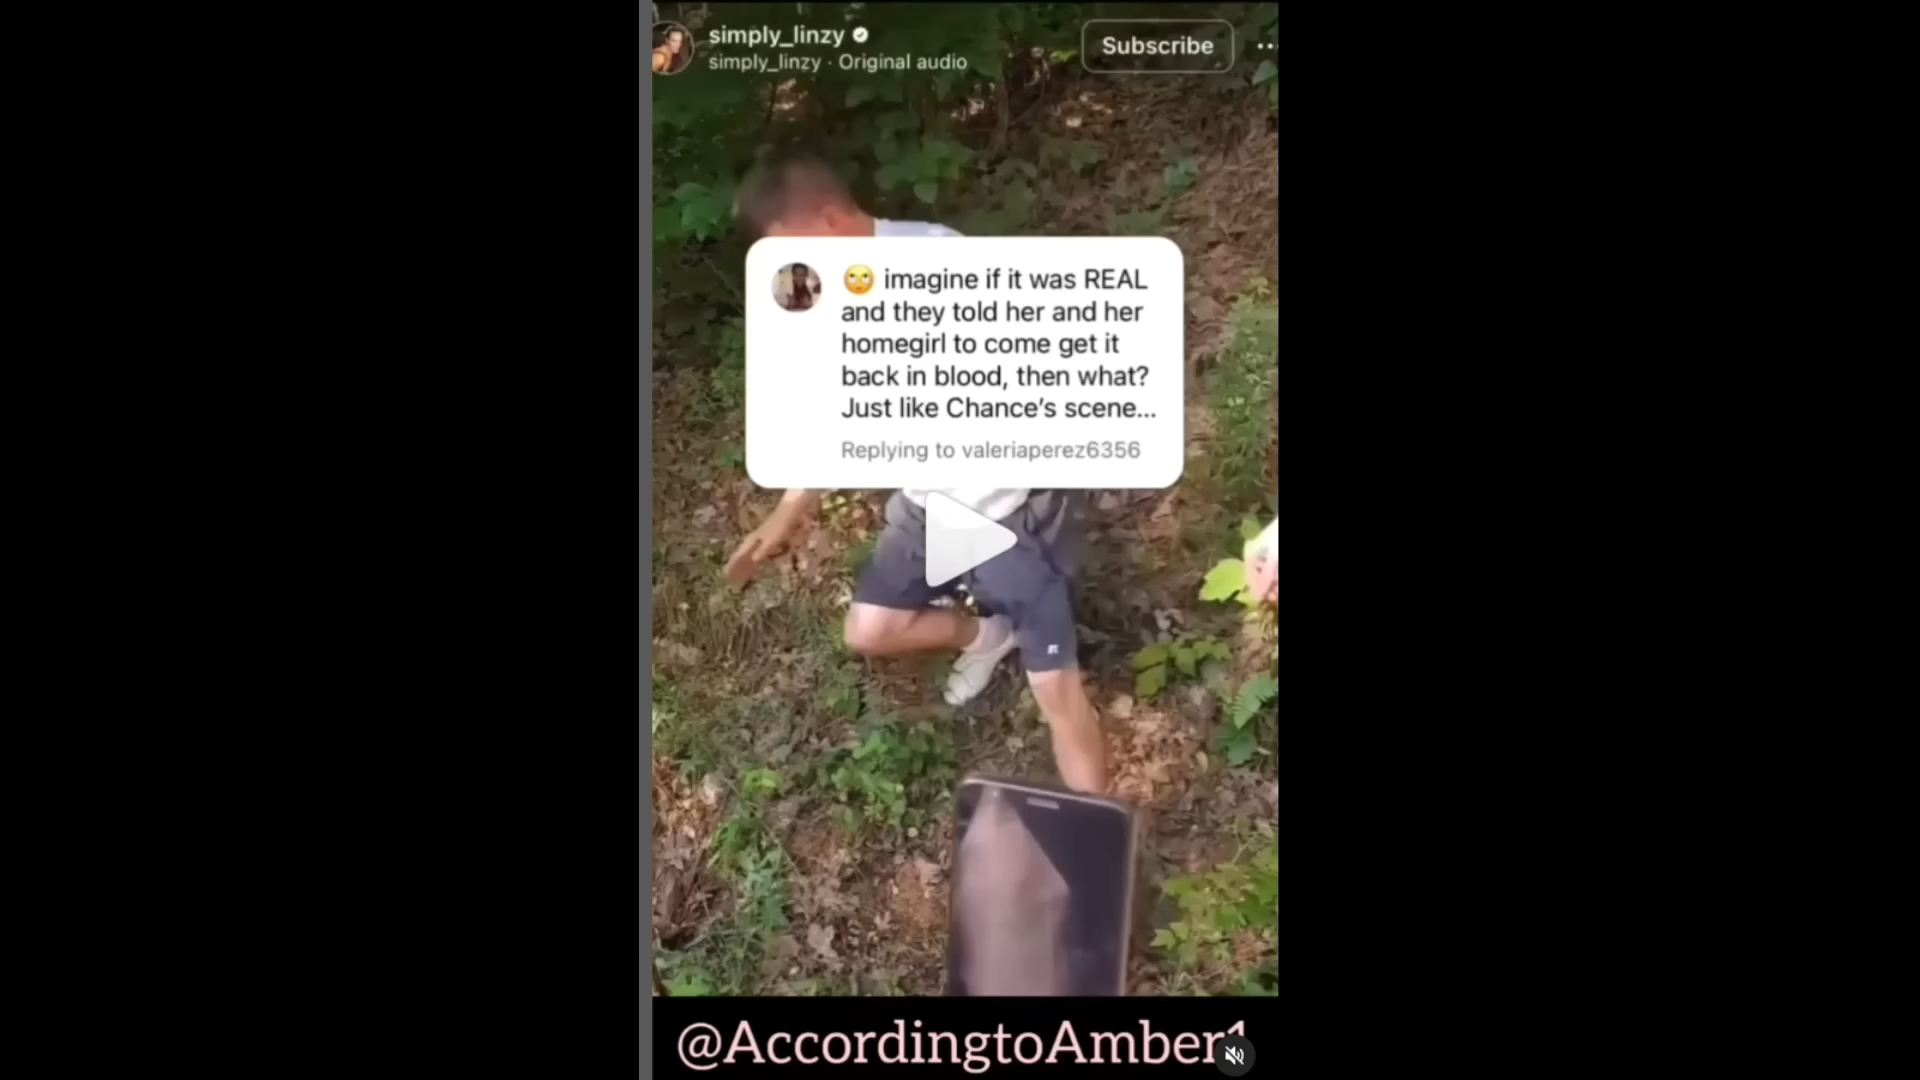 simply_linzy
simply_linzy · Original audio
Subscribe
🙄 imagine if it was REAL
and they told her and her
homegirl to come get it
back in blood, then what?
Just like Chance’s scene...
Replying to valeriaperez6356
@AccordingtoAmber1